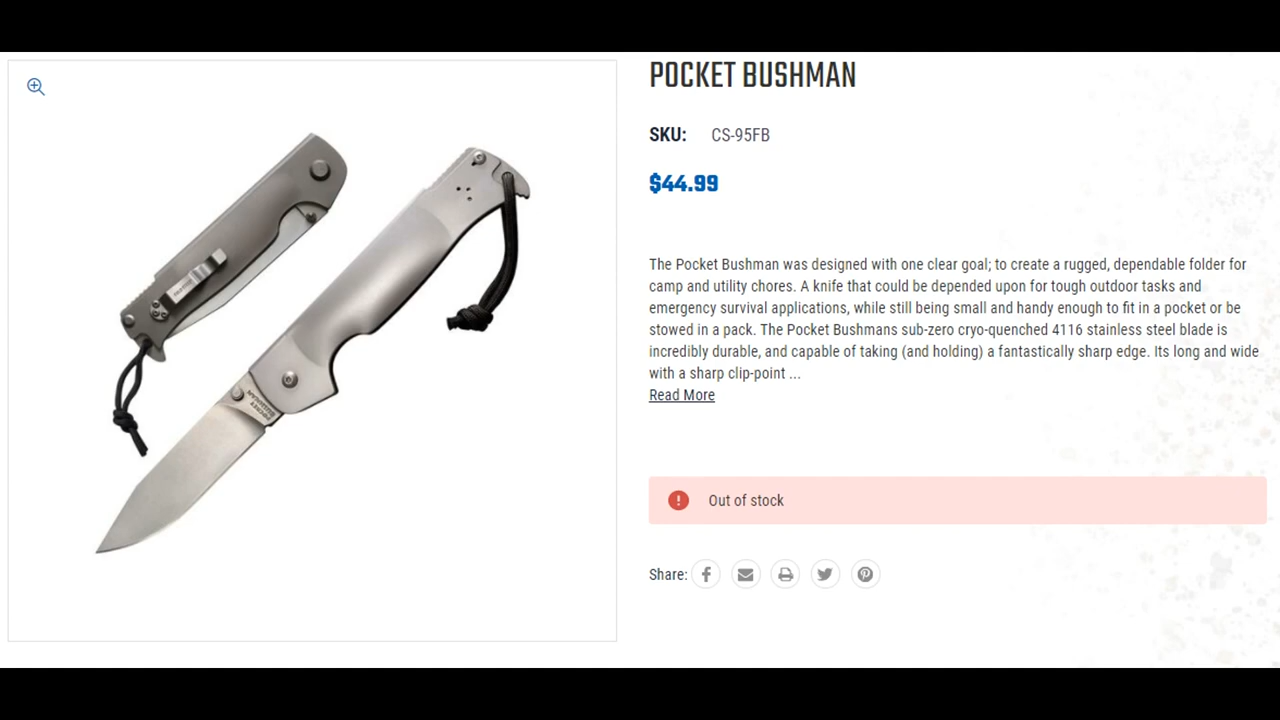 POCKET BUSHMAN
SKU: CS-95FB
$44.99
The Pocket Bushman was designed with one clear goal; to create a rugged, dependable folder for
camp and utility chores. A knife that could be depended upon for tough outdoor tasks and
emergency survival applications, while still being small and handy enough to fit in a pocket or be
stowed in a pack. The Pocket Bushmans sub-zero cryo-quenched 4116 stainless steel blade is
incredibly durable, and capable of taking (and holding) a fantastically sharp edge. Its long and wide
with a sharp clip-point ...
Read More
Out of stock
Share:
POCKET
BUSHMAN